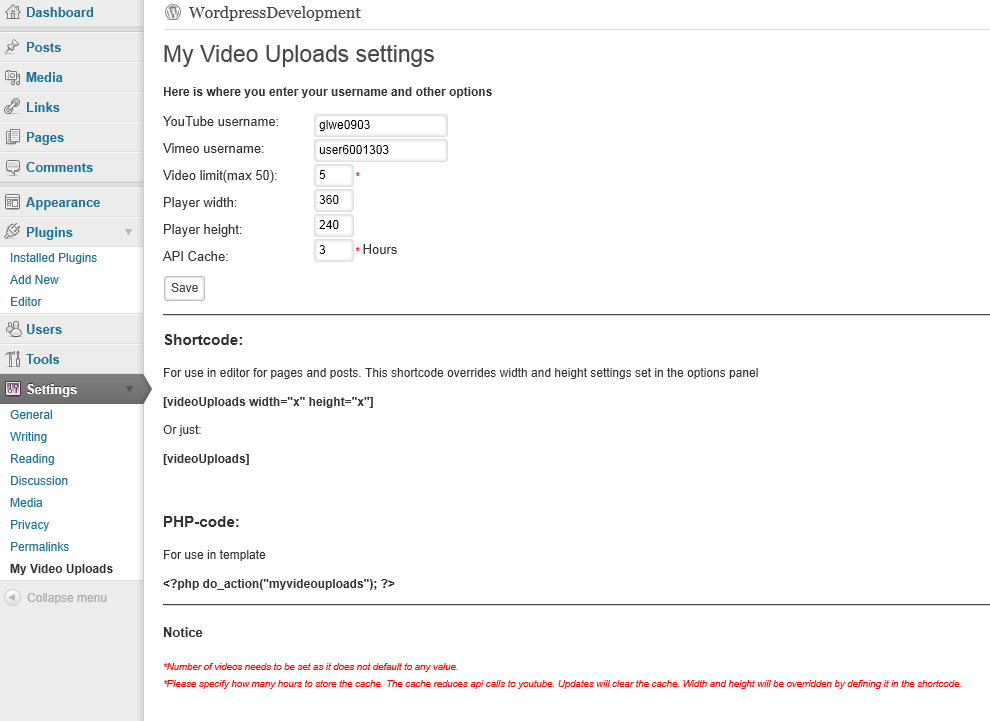 Dashboard
Posts
Media
Links
Pages
Comments
Appearance
Plugins
Installed Plugins
Add New
Editor
Users
Tools
Settings
General
Writing
Reading
Discussion
Media
Privacy
Permalinks
My Video Uploads
Collapse menu
WordpressDevelopment
My Video Uploads settings
Here is where you enter your username and other options
YouTube username: glwe0903
Vimeo username: user6001303
Video limit(max 50): 5 *
Player width: 360
Player height: 240
API Cache: 3 * Hours
Save
Shortcode:
For use in editor for pages and posts. This shortcode overrides width and height settings set in the options panel
[videoUploads width="x" height="x"]
Or just:
[videoUploads]
PHP-code:
For use in template
<?php do_action("myvideouploads"); ?>
Notice
*Number of videos needs to be set as it does not default to any value.
*Please specify how many hours to store the cache. The cache reduces api calls to youtube. Updates will clear the cache. Width and height will be overridden by defining it in the shortcode.